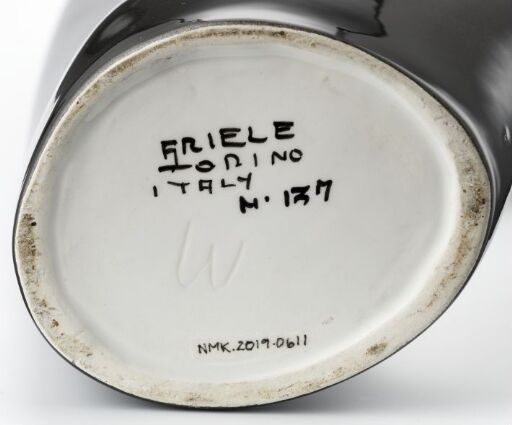 ARIELE
TORINO
ITALY
N. 137
W
NMK.2019-0611